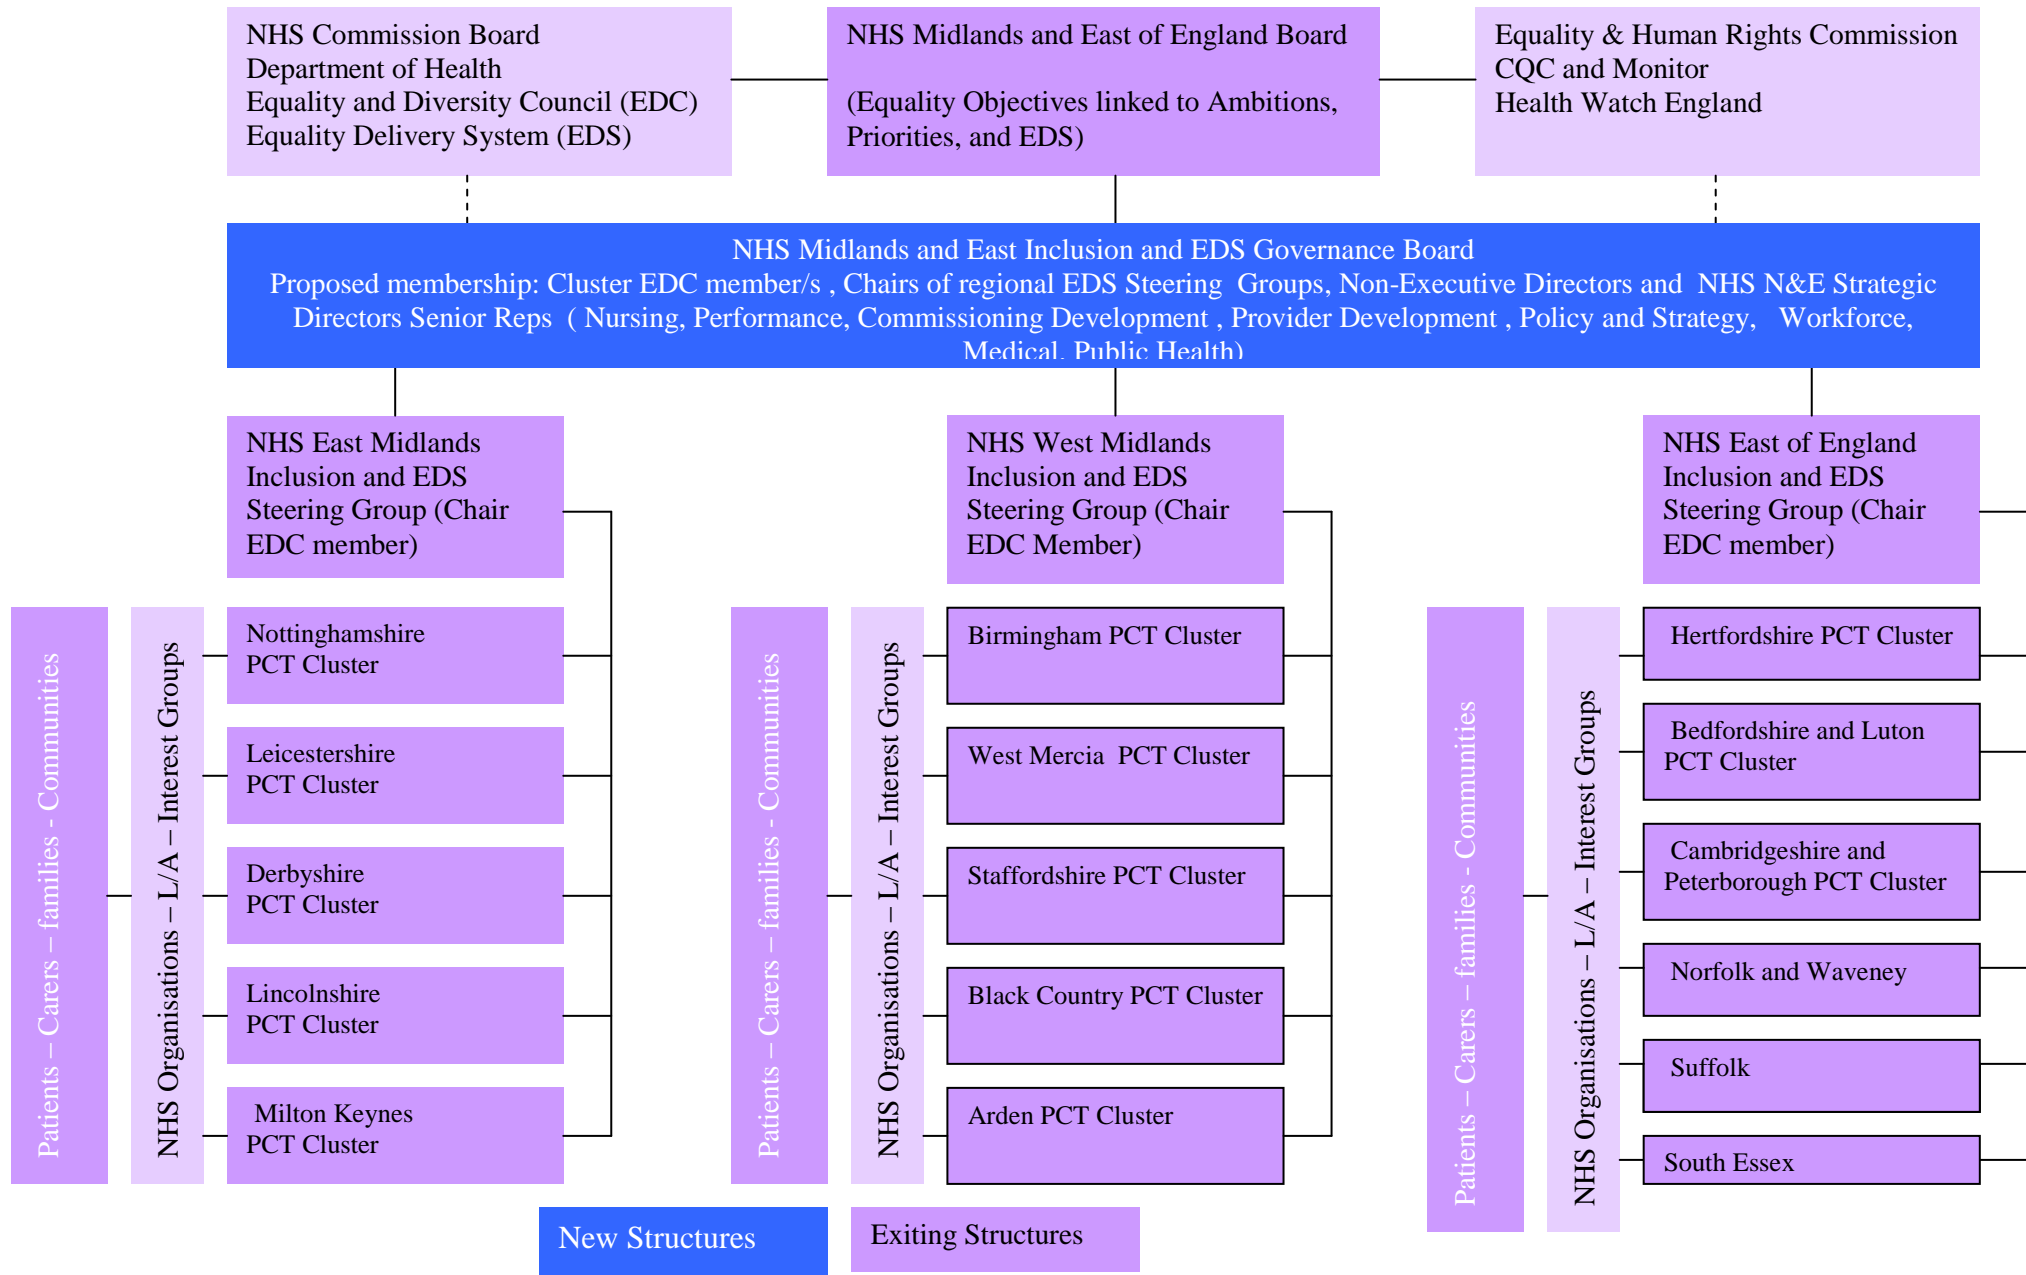 NHS Commission Board
Department of Health
Equality and Diversity Council (EDC)
Equality Delivery System (EDS)
NHS Midlands and East of England Board
(Equality Objectives linked to Ambitions,
Priorities, and EDS)
Equality & Human Rights Commission
CQC and Monitor
Health Watch England
NHS Midlands and East Inclusion and EDS Governance Board
Proposed membership: Cluster EDC member/s , Chairs of regional EDS Steering Groups, Non-Executive Directors and NHS N&E Strategic
Directors Senior Reps ( Nursing, Performance, Commissioning Development , Provider Development , Policy and Strategy, Workforce,
Medical, Public Health)
NHS East Midlands
Inclusion and EDS
Steering Group (Chair
EDC member)
Patients – Carers – families - Communities
NHS Organisations – L/A – Interest Groups
Nottinghamshire
PCT Cluster
Leicestershire
PCT Cluster
Derbyshire
PCT Cluster
Lincolnshire
PCT Cluster
Milton Keynes
PCT Cluster
NHS West Midlands
Inclusion and EDS
Steering Group (Chair
EDC Member)
Patients – Carers – families - Communities
NHS Organisations – L/A – Interest Groups
Birmingham PCT Cluster
West Mercia PCT Cluster
Staffordshire PCT Cluster
Black Country PCT Cluster
Arden PCT Cluster
NHS East of England
Inclusion and EDS
Steering Group (Chair
EDC member)
Patients – Carers – families - Communities
NHS Organisations – L/A – Interest Groups
Hertfordshire PCT Cluster
Bedfordshire and Luton
PCT Cluster
Cambridgeshire and
Peterborough PCT Cluster
Norfolk and Waveney
Suffolk
South Essex
New Structures
Exiting Structures